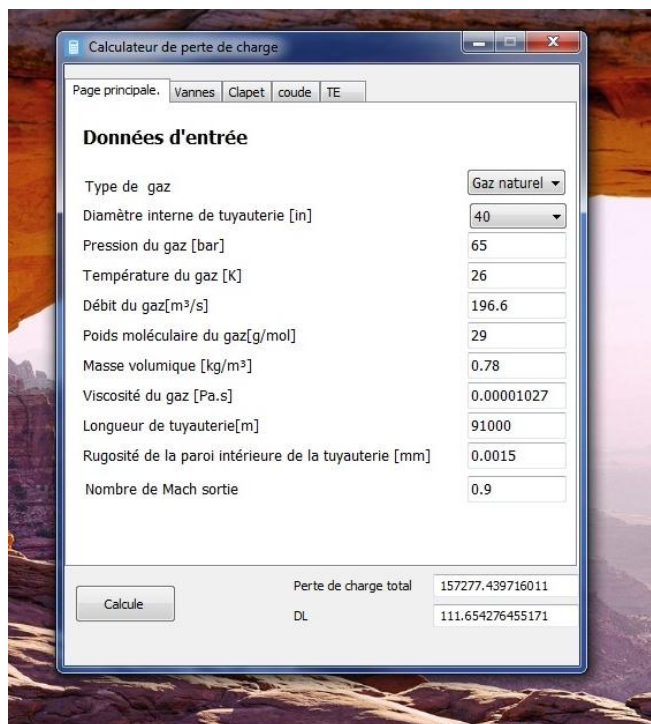 Calculateur de perte de charge
Page principale. Vannes Clapet coude TE
Données d'entrée
Type de gaz Gaz naturel
Diamètre interne de tuyauterie [in] 40
Pression du gaz [bar] 65
Température du gaz [K] 26
Débit du gaz[m³/s] 196.6
Poids moléculaire du gaz[g/mol] 29
Masse volumique [kg/m³] 0.78
Viscosité du gaz [Pa.s] 0.00001027
Longueur de tuyauterie[m] 91000
Rugosité de la paroi intérieure de la tuyauterie [mm] 0.0015
Nombre de Mach sortie 0.9
Perte de charge total 157277.439716011
Calcule
DL 111.654276455171